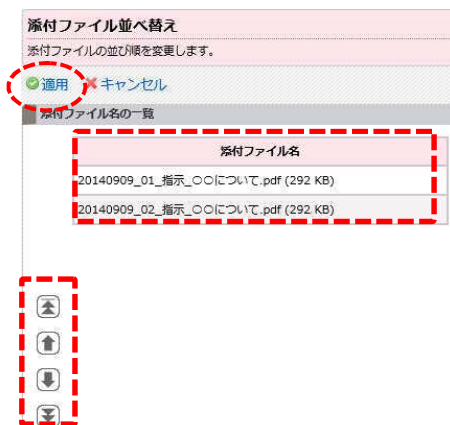 添付ファイル並べ替え
添付ファイルの並び順を変更します。
適用 キャンセル
添付ファイル名の一覧
添付ファイル名
20140909_01_指示_〇〇について.pdf (292 KB)
20140909_02_指示_〇〇について.pdf (292 KB)